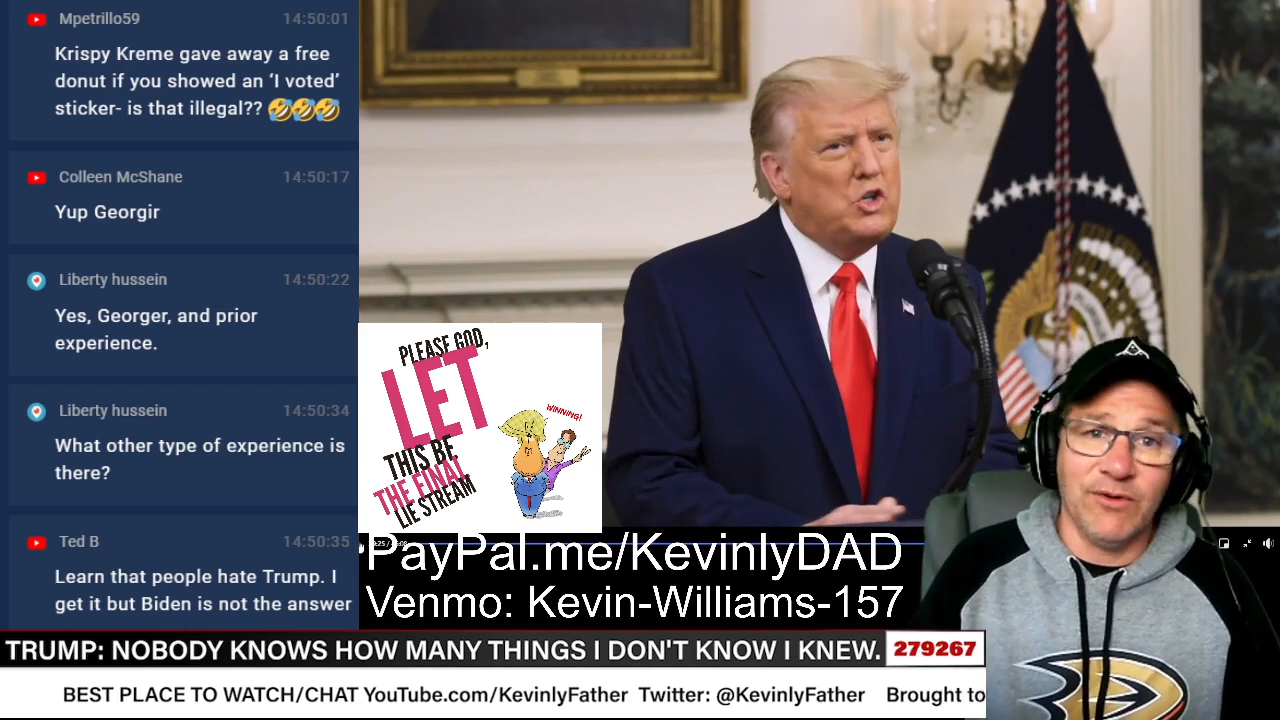 Mpetrillo59 14:50:01
Krispy Kreme gave away a free
donut if you showed an ‘I voted’
sticker- is that illegal?? 🤣🤣🤣
Colleen McShane 14:50:17
Yup Georgir
Liberty hussein 14:50:22
Yes, Georger, and prior
experience.
Liberty hussein 14:50:34
What other type of experience is
there?
Ted B 14:50:35
Learn that people hate Trump. I
get it but Biden is not the answer
PLEASE GOD,
LET
THIS BE
THE FINAL
LIE STREAM
WINNING!
PayPal.me/KevinlyDAD
Venmo: Kevin-Williams-157
TRUMP: NOBODY KNOWS HOW MANY THINGS I DON'T KNOW I KNEW. 279267
BEST PLACE TO WATCH/CHAT YouTube.com/KevinlyFather Twitter: @KevinlyFather Brought to